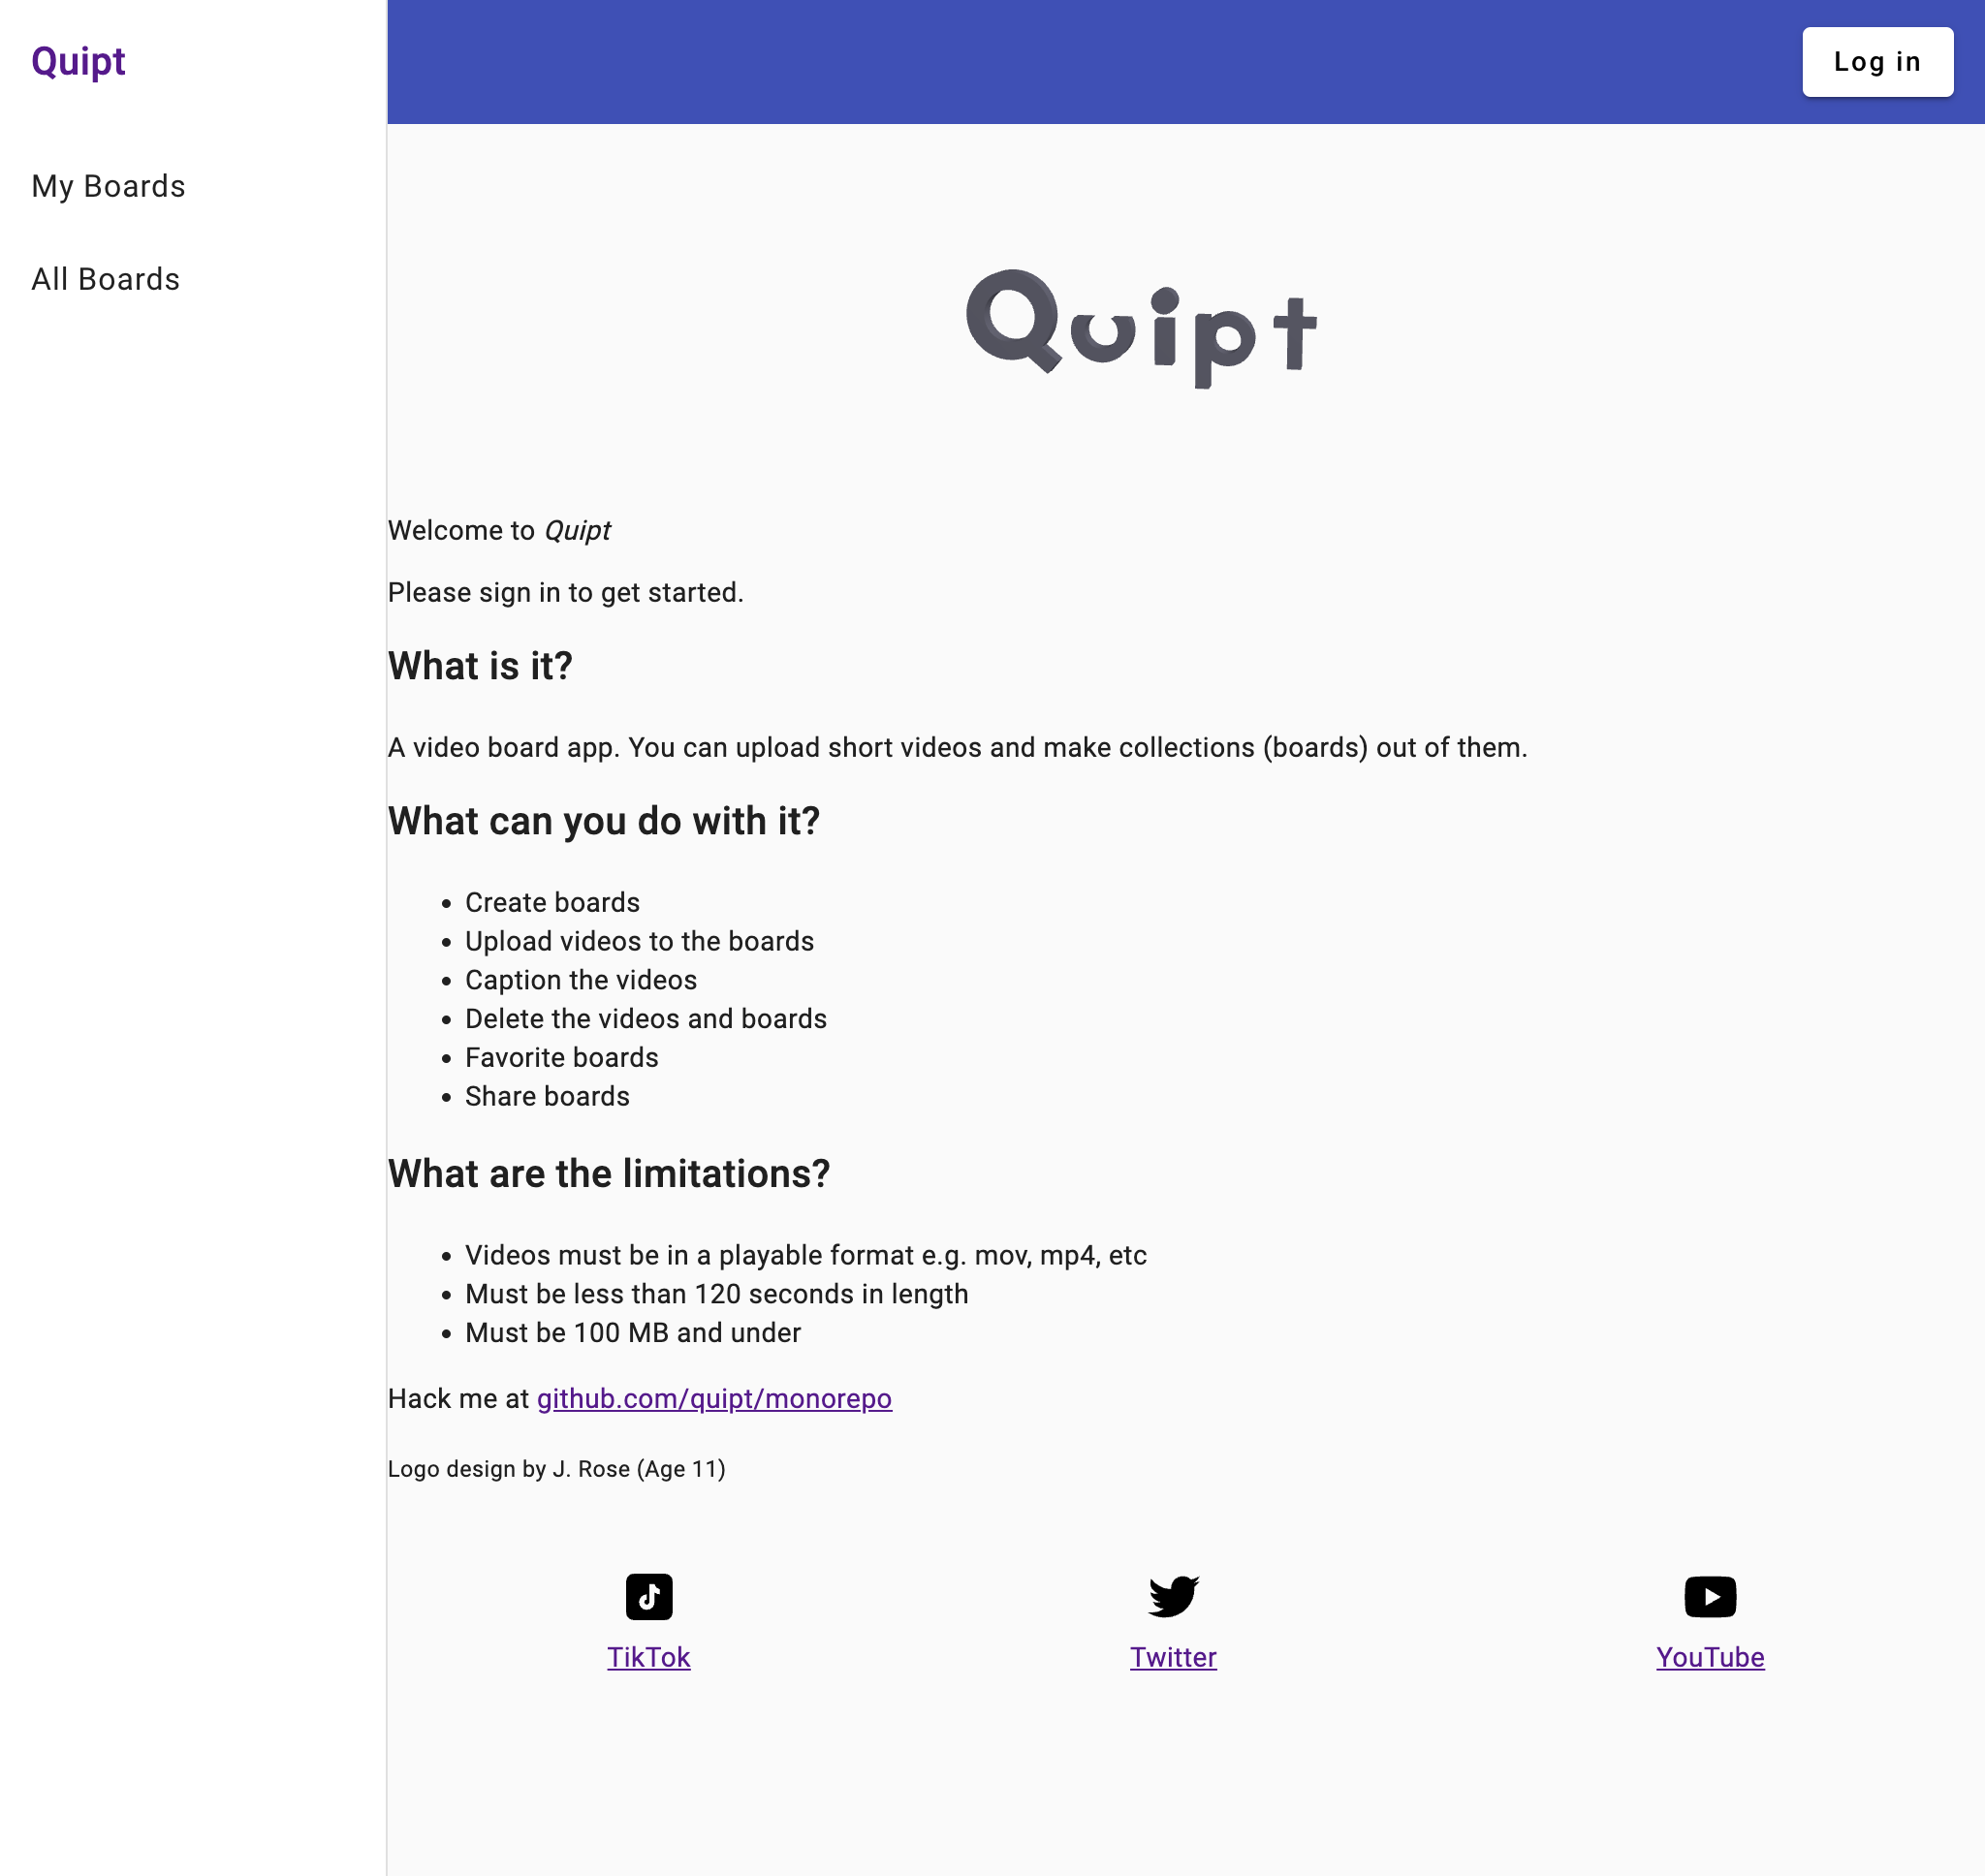 Quipt
Log in
My Boards
All Boards
Quipt
Welcome to Quipt
Please sign in to get started.
What is it?
A video board app. You can upload short videos and make collections (boards) out of them.
What can you do with it?
• Create boards
• Upload videos to the boards
• Caption the videos
• Delete the videos and boards
• Favorite boards
• Share boards
What are the limitations?
• Videos must be in a playable format e.g. mov, mp4, etc
• Must be less than 120 seconds in length
• Must be 100 MB and under
Hack me at github.com/quipt/monorepo
Logo design by J. Rose (Age 11)
TikTok
Twitter
YouTube